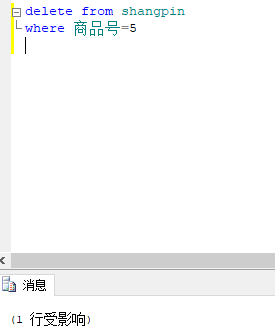 delete from shangpin
where 商品号=5
消息
(1 行受影响)